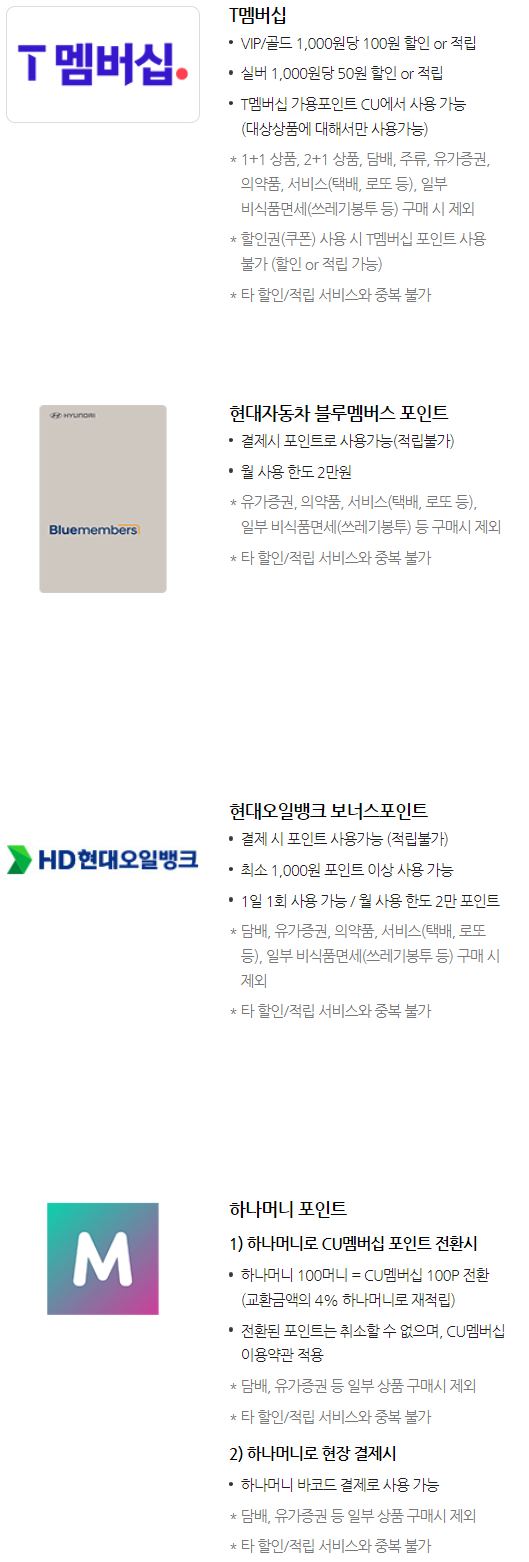 T 멤버십.
T멤버십
• VIP/골드 1,000원당 100원 할인 or 적립
• 실버 1,000원당 50원 할인 or 적립
• T멤버십 가용포인트 CU에서 사용 가능
(대상상품에 대해서만 사용가능)
* 1+1 상품, 2+1 상품, 담배, 주류, 유가증권,
의약품, 서비스(택배, 로또 등), 일부
비식품면세(쓰레기봉투 등) 구매 시 제외
* 할인권(쿠폰) 사용 시 T멤버십 포인트 사용
불가 (할인 or 적립 가능)
* 타 할인/적립 서비스와 중복 불가
HYUNDAI
Bluemembers
현대자동차 블루멤버스 포인트
• 결제시 포인트로 사용가능(적립불가)
• 월 사용 한도 2만원
* 유가증권, 의약품, 서비스(택배, 로또 등),
일부 비식품면세(쓰레기봉투) 등 구매시 제외
* 타 할인/적립 서비스와 중복 불가
HD현대오일뱅크
현대오일뱅크 보너스포인트
• 결제 시 포인트 사용가능 (적립불가)
• 최소 1,000원 포인트 이상 사용 가능
• 1일 1회 사용 가능 / 월 사용 한도 2만 포인트
* 담배, 유가증권, 의약품, 서비스(택배, 로또
등), 일부 비식품면세(쓰레기봉투 등) 구매 시
제외
* 타 할인/적립 서비스와 중복 불가
M
하나머니 포인트
1) 하나머니로 CU멤버십 포인트 전환시
• 하나머니 100머니 = CU멤버십 100P 전환
(교환금액의 4% 하나머니로 재적립)
• 전환된 포인트는 취소할 수 없으며, CU멤버십
이용약관 적용
* 담배, 유가증권 등 일부 상품 구매시 제외
* 타 할인/적립 서비스와 중복 불가
2) 하나머니로 현장 결제시
• 하나머니 바코드 결제로 사용 가능
* 담배, 유가증권 등 일부 상품 구매시 제외
* 타 할인/적립 서비스와 중복 불가